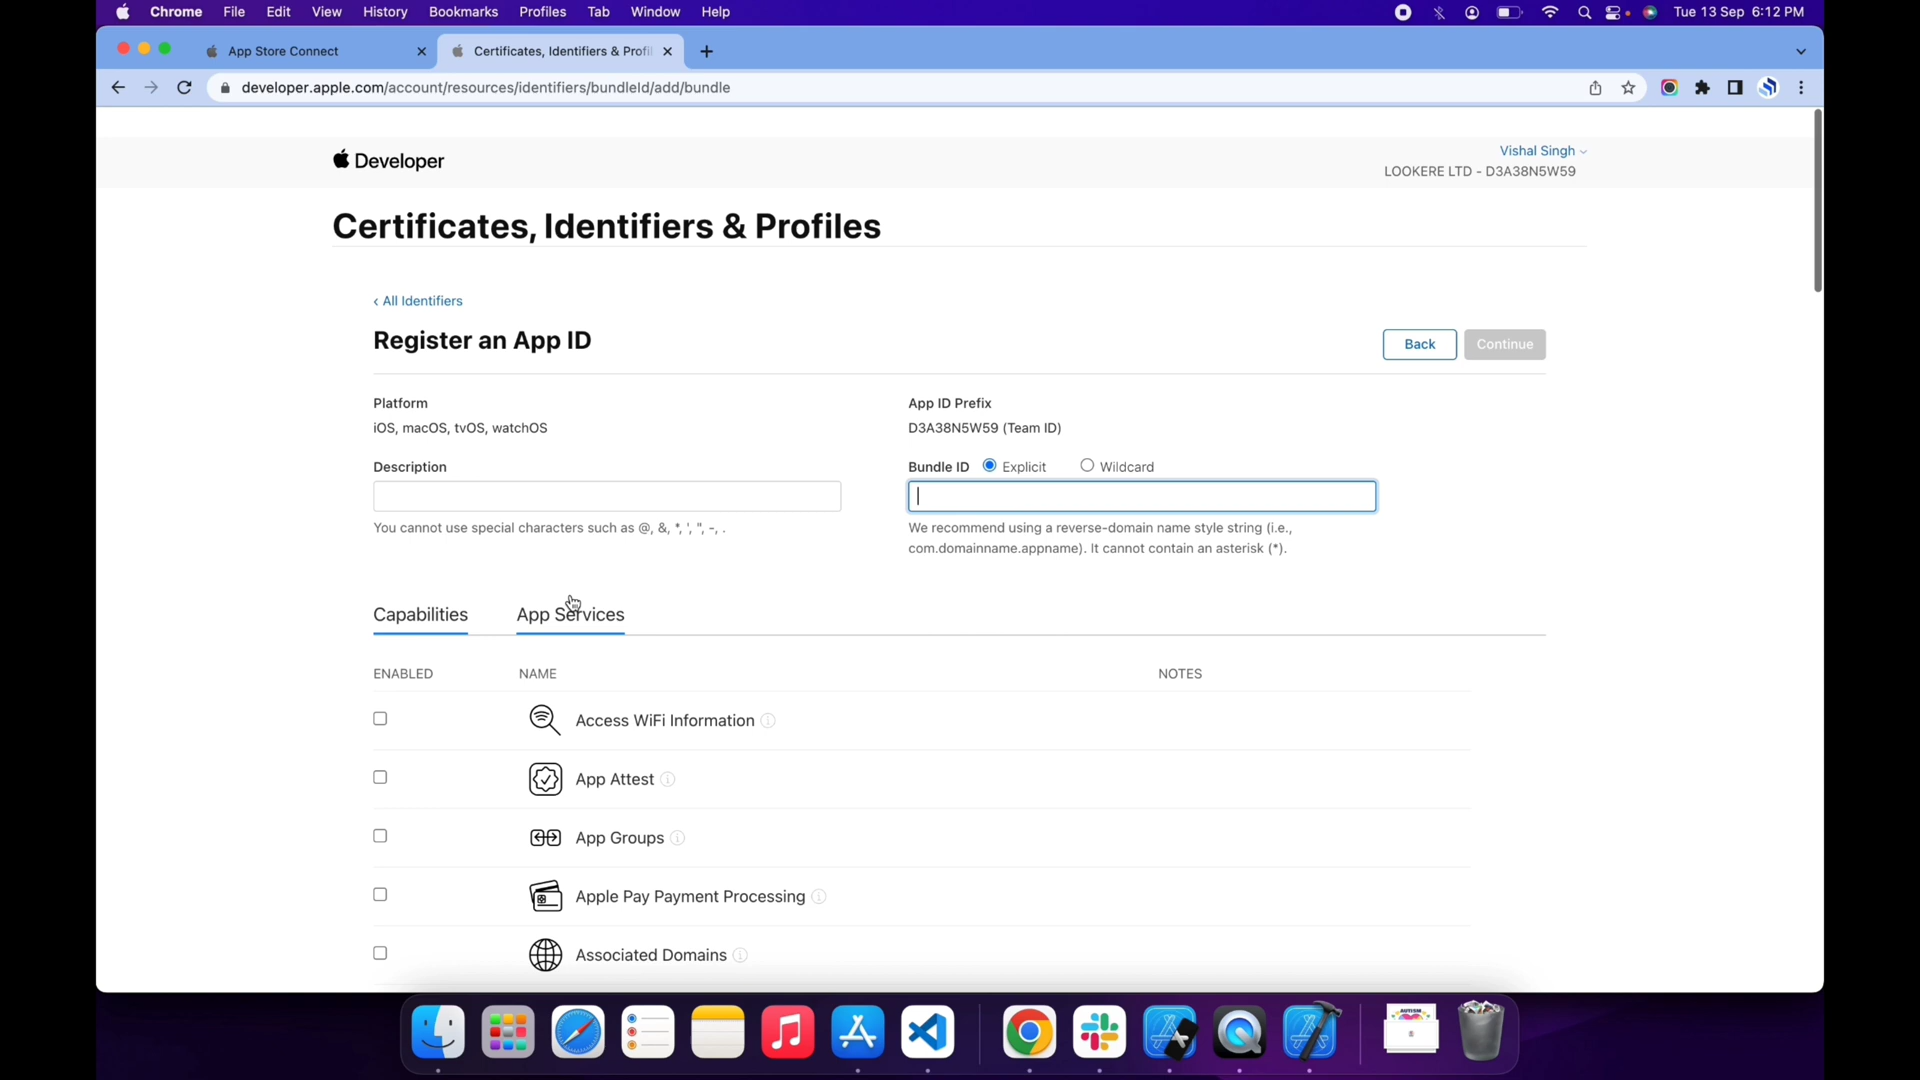 Chrome File Edit View History Bookmarks Profiles Tab Window Help Tue 13 Sep 6:12 PM
App Store Connect Certificates, Identifiers & Profil
developer.apple.com/account/resources/identifiers/bundleId/add/bundle
Developer
Vishal Singh
LOOKERE LTD - D3A38N5W59
Certificates, Identifiers & Profiles
‹ All Identifiers
Register an App ID
Back Continue
Platform App ID Prefix
iOS, macOS, tvOS, watchOS D3A38N5W59 (Team ID)
Description Bundle ID Explicit Wildcard
You cannot use special characters such as @, &, *, ', ", -, . We recommend using a reverse-domain name style string (i.e.,
com.domainname.appname). It cannot contain an asterisk (*).
Capabilities App Services
ENABLED NAME NOTES
Access WiFi Information
App Attest
App Groups
Apple Pay Payment Processing
Associated Domains
AUTISM